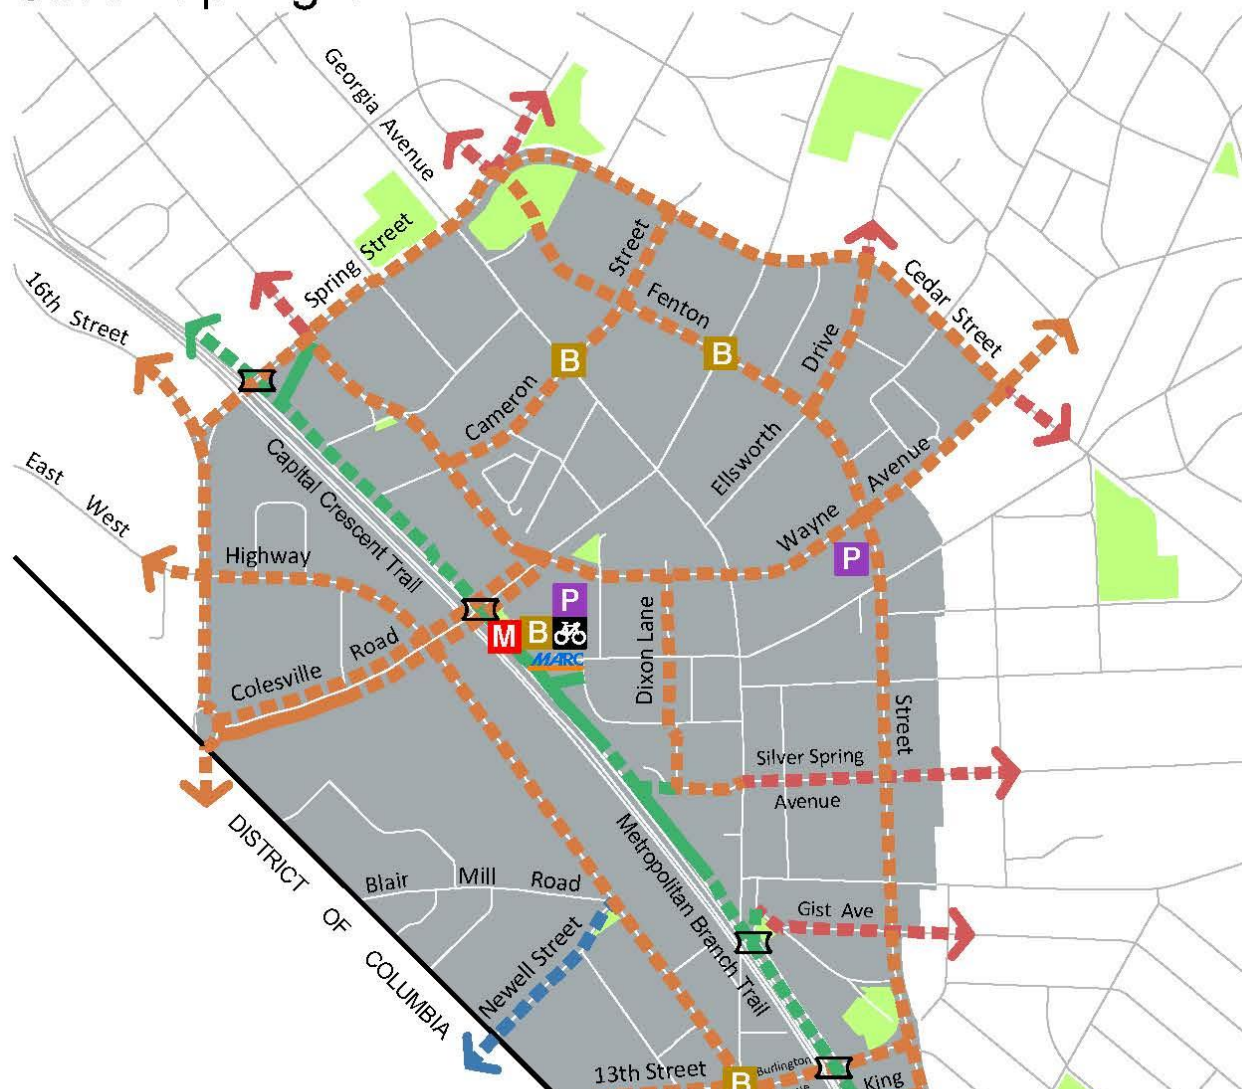 Georgia Avenue
Spring Street
16th Street
Street
Fenton
Cedar Street
Drive
B
B
Cameron
Ellsworth
Avenue
Wayne
East West
Highway
Capital Crescent Trail
P
P
M
B
MARC
Dixon Lane
Colesville Road
Street
Silver Spring
Avenue
DISTRICT OF COLUMBIA
Blair Mill Road
Metropolitan Branch Trail
Gist Ave
Newell Street
13th Street
B
Burlington
King